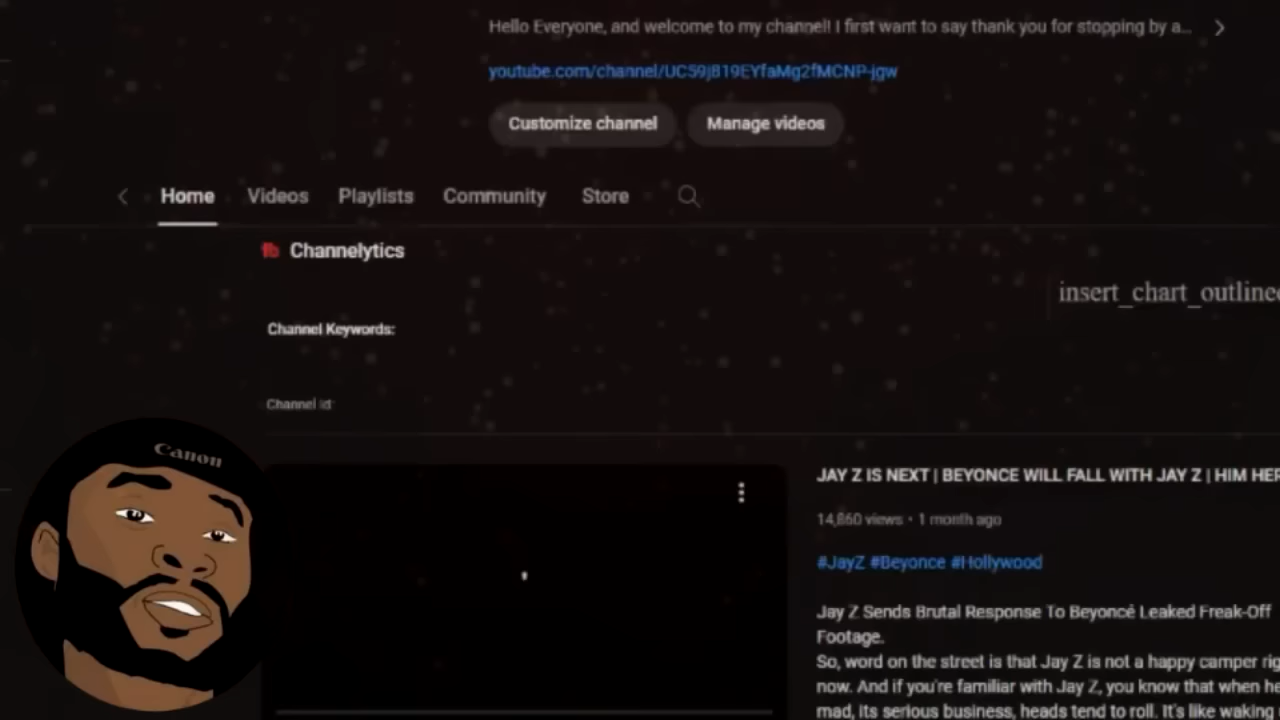 Hello Everyone, and welcome to my channel! I first want to say thank you for stopping by a...
youtube.com/channel/UC59j819EYfaMg2fMCNP-jgw
Customize channel Manage videos
Home Videos Playlists Community Store
Channelytics
insert_chart_outlined
Channel Keywords:
Channel id:
Canon
JAY Z IS NEXT | BEYONCE WILL FALL WITH JAY Z | HIM HER
14,860 views • 1 month ago
#JayZ #Beyonce #Hollywood
Jay Z Sends Brutal Response To Beyoncé Leaked Freak-Off
Footage.
So, word on the street is that Jay Z is not a happy camper rig
now. And if you're familiar with Jay Z, you know that when he
mad, its serious business, heads tend to roll. It's like waking